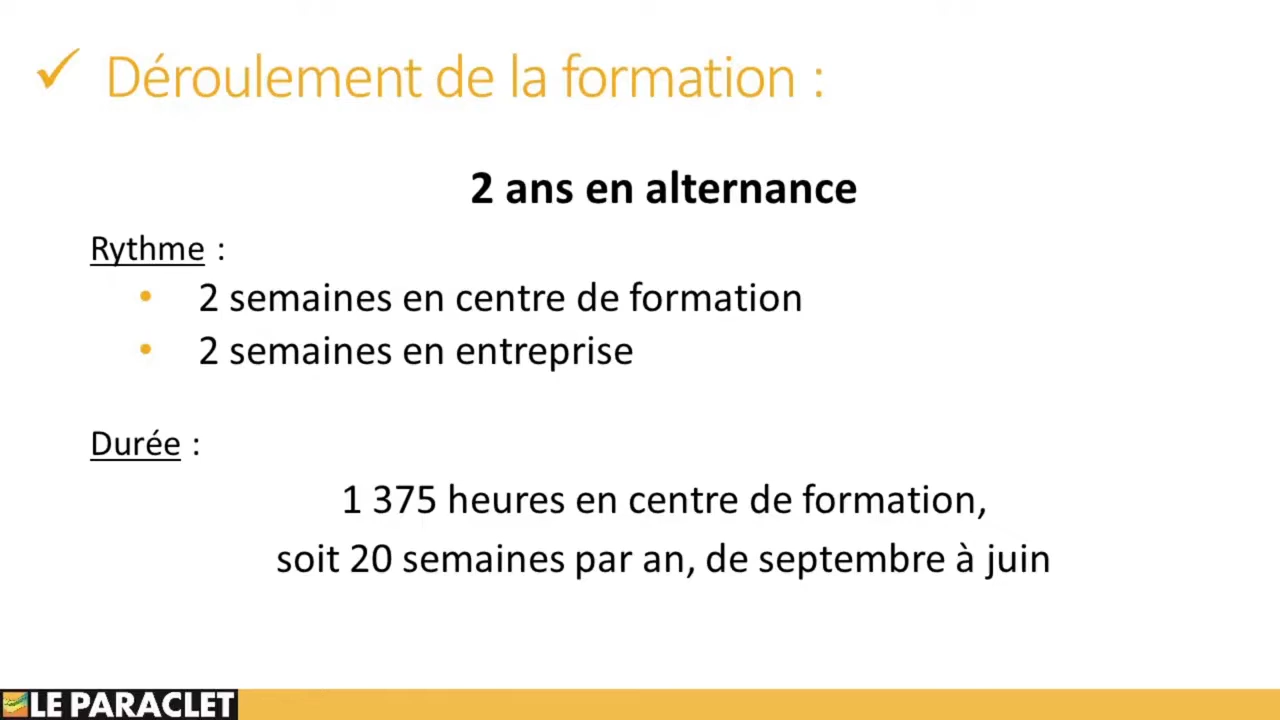 ✓ Déroulement de la formation :
2 ans en alternance
Rythme :
• 2 semaines en centre de formation
• 2 semaines en entreprise
Durée :
1 375 heures en centre de formation,
soit 20 semaines par an, de septembre à juin
LE PARACLET